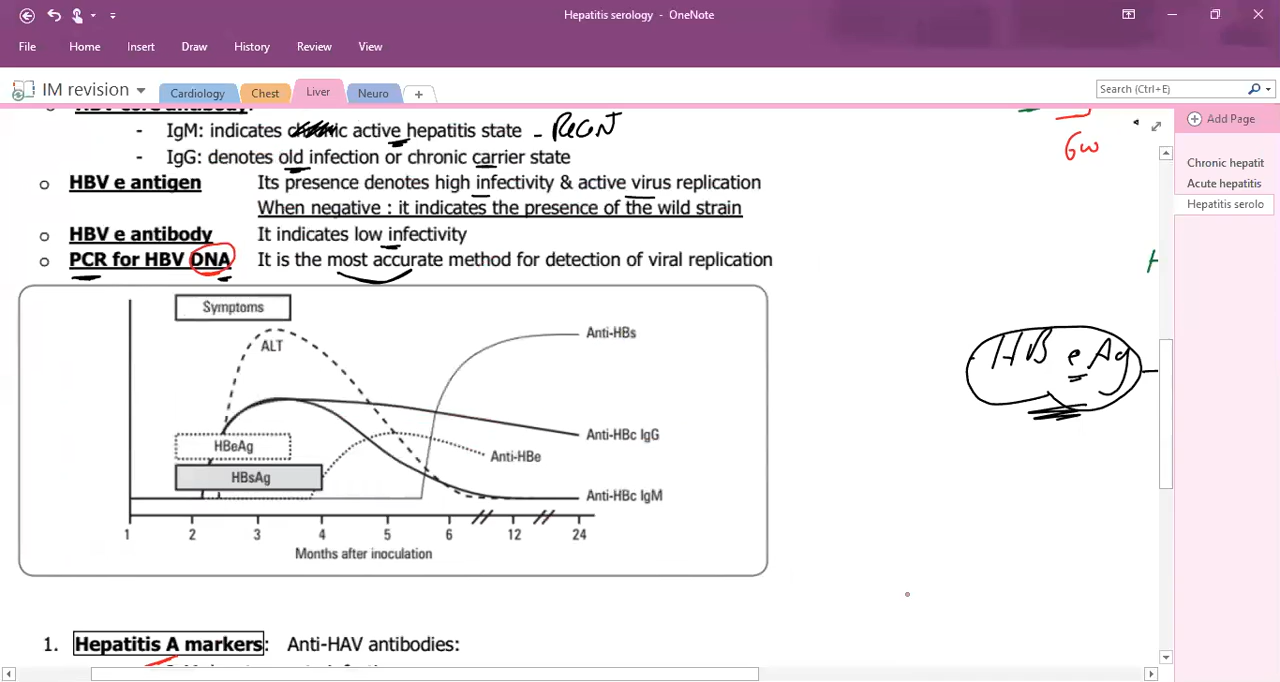 Hepatitis serology - OneNote
File Home Insert Draw History Review View
IM revision Cardiology Chest Liver Neuro
Search (Ctrl+E)
Add Page
Chronic hepatit
Acute hepatitis
Hepatitis serolo
- IgM: indicates active hepatitis state - RECNT
- IgG: denotes old infection or chronic carrier state
o HBV e antigen Its presence denotes high infectivity & active virus replication
When negative : it indicates the presence of the wild strain
o HBV e antibody It indicates low infectivity
o PCR for HBV DNA It is the most accurate method for detection of viral replication
6w
H
HB e Ag
Symptoms
ALT
Anti-HBs
Anti-HBc IgG
HBeAg
Anti-HBe
HBsAg
Anti-HBc IgM
1 2 3 4 5 6 12 24
Months after inoculation
1. Hepatitis A markers: Anti-HAV antibodies: